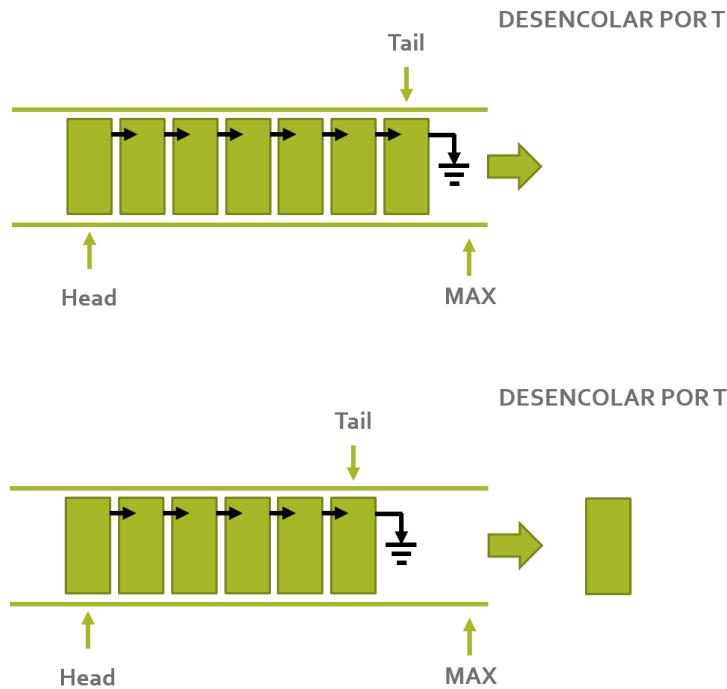 DESENCOLAR POR T
Tail
Head
MAX
DESENCOLAR POR T
Tail
Head
MAX